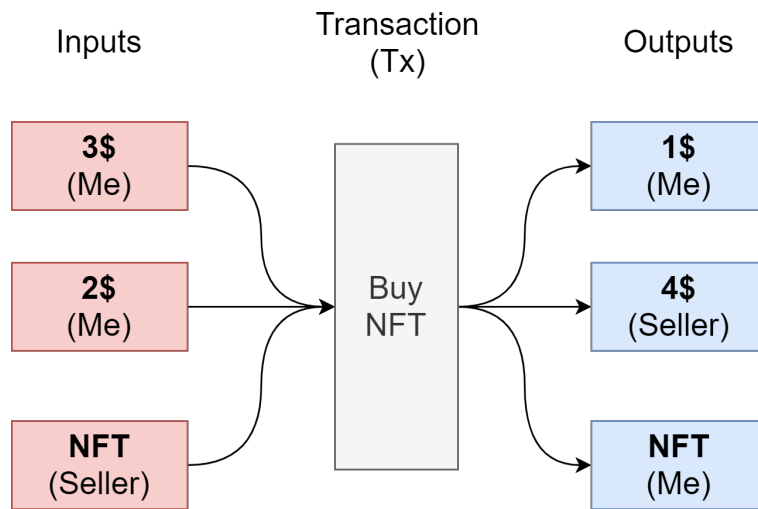 Inputs
Transaction
(Tx)
Outputs
3$
(Me)
2$
(Me)
NFT
(Seller)
Buy
NFT
1$
(Me)
4$
(Seller)
NFT
(Me)